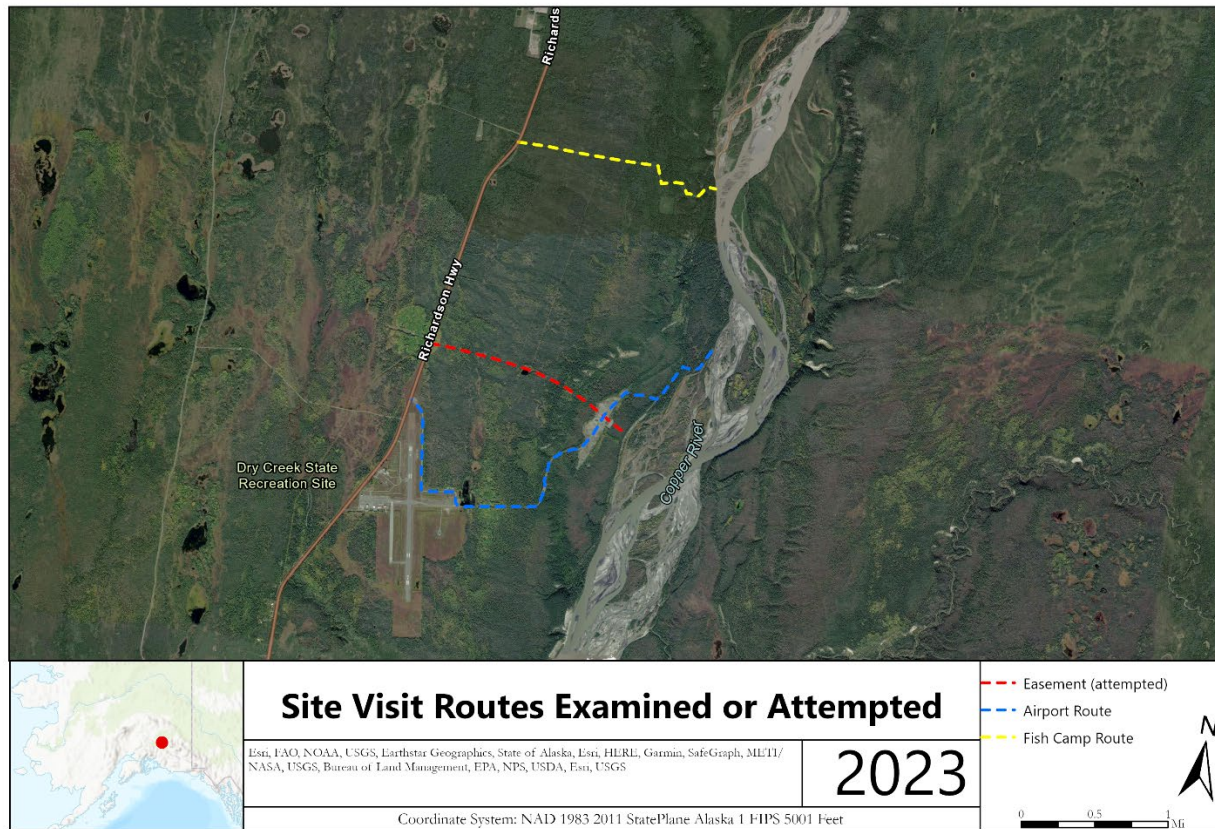 Richards
Richardson Hwy
Dry Creek State
Recreation Site
Copper River
Site Visit Routes Examined or Attempted
Esri, FAO, NOAA, USGS, Earthstar Geographics, State of Alaska, Esri, HERE, Garmin, SafeGraph, METI/
NASA, USGS, Bureau of Land Management, EPA, NPS, USDA, Esri, USGS
2023
Coordinate System: NAD 1983 2011 StatePlane Alaska 1 FIPS 5001 Feet
Easement (attempted)
Airport Route
Fish Camp Route
N
0 0.5 1
Mi